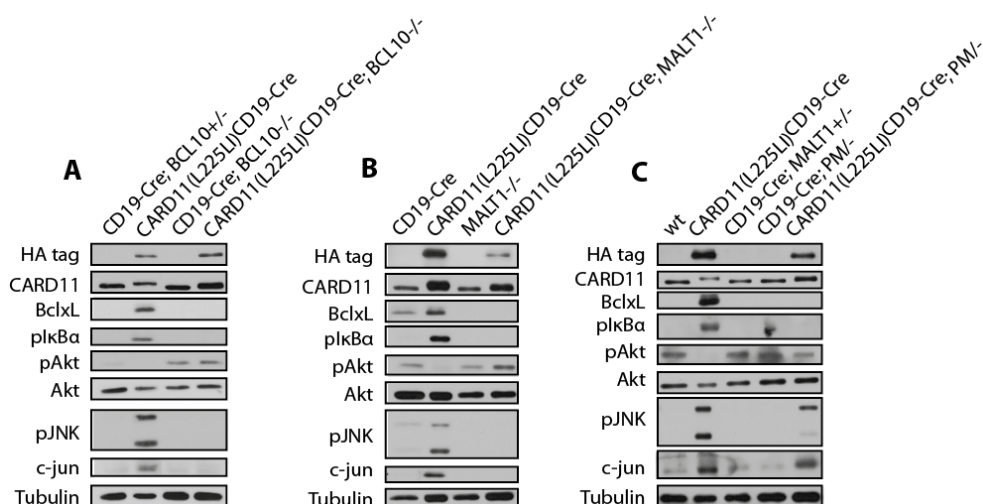 A
CD19-Cre; BCL10+/-
CARD11(L225LI)CD19-Cre
CD19-Cre; BCL10-/-
CARD11(L225LI)CD19-Cre; BCL10-/-
HA tag
CARD11
BclxL
pIκBα
pAkt
Akt
pJNK
c-jun
Tubulin
B
CD19-Cre
CARD11(L225LI)CD19-Cre
MALT1-/-
CARD11(L225LI)CD19-Cre; MALT1-/-
HA tag
CARD11
BclxL
pIκBα
pAkt
Akt
pJNK
c-jun
Tubulin
C
wt
CARD11(L225LI)CD19-Cre
CD19-Cre; MALT1+/-
CD19-Cre; PM/-
CARD11(L225LI)CD19-Cre; PM/-
HA tag
CARD11
BclxL
pIκBα
pAkt
Akt
pJNK
c-jun
Tubulin